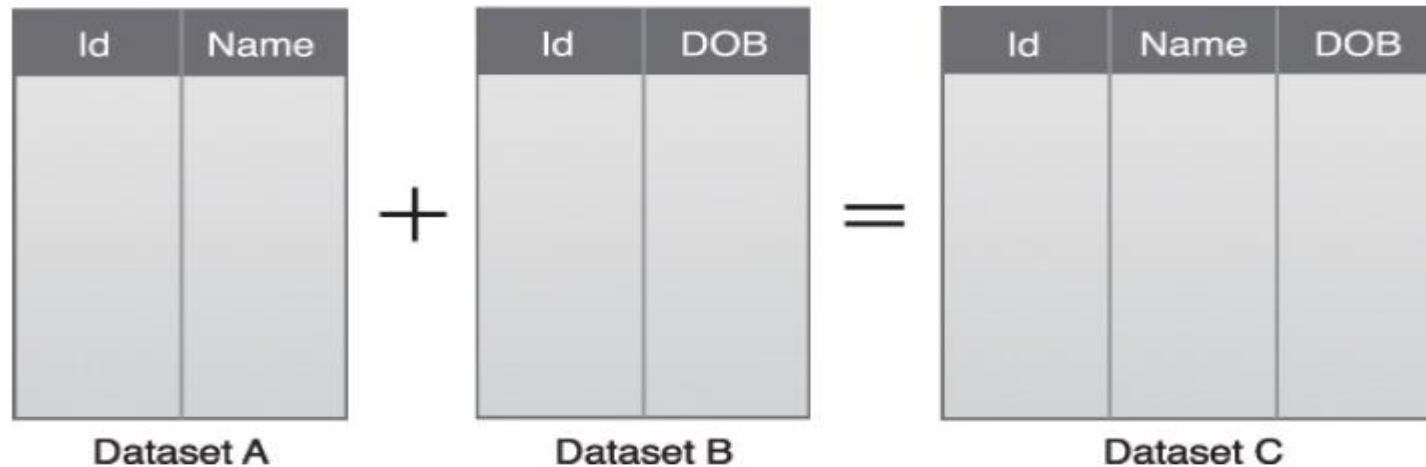 Id Name Id DOB Id Name DOB
+ =
Dataset A Dataset B Dataset C